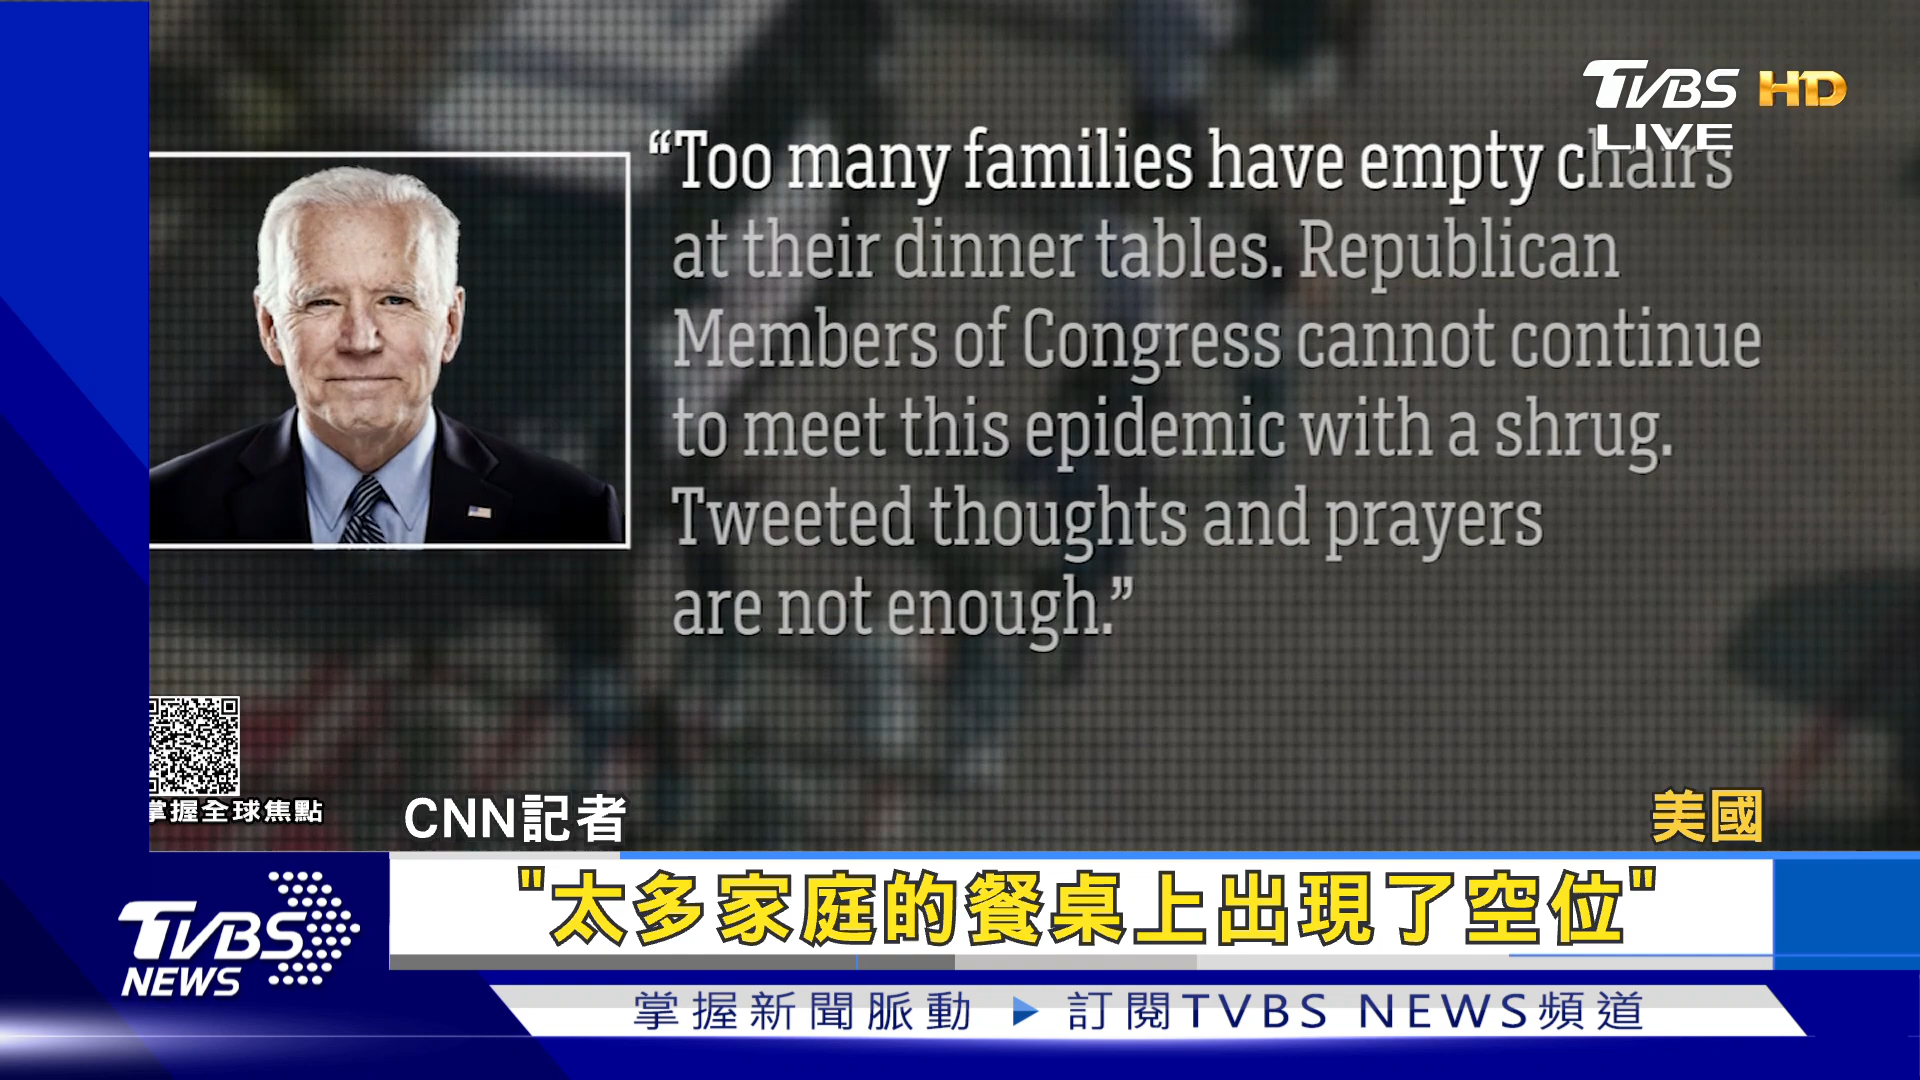 TVBS HD
LIVE
“Too many families have empty chairs
at their dinner tables. Republican
Members of Congress cannot continue
to meet this epidemic with a shrug.
Tweeted thoughts and prayers
are not enough.”
掌握全球焦點
CNN記者
美國
"太多家庭的餐桌上出現了空位"
TVBS
NEWS
掌握新聞脈動 ▶ 訂閱TVBS NEWS頻道